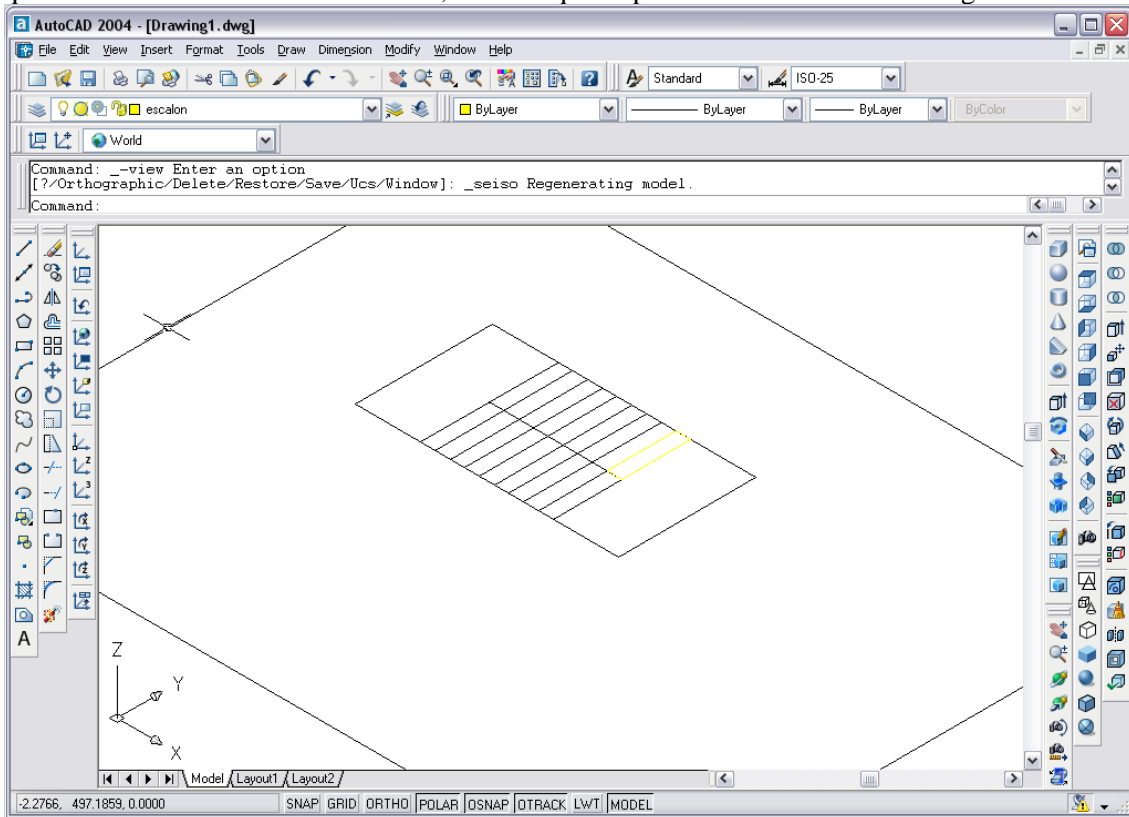 AutoCAD 2004 - [Drawing1.dwg]
File Edit View Insert Format Tools Draw Dimension Modify Window Help
Standard ISO-25
escalon ByLayer ByLayer ByLayer ByColor
World
Command: _-view Enter an option
[?/Orthographic/Delete/Restore/Save/Ucs/Window]: _seiso Regenerating model.
Command:
A
Z
Y
X
Model Layout1 Layout2
-2.2766, 497.1859, 0.0000 SNAP GRID ORTHO POLAR OSNAP OTRACK LWT MODEL